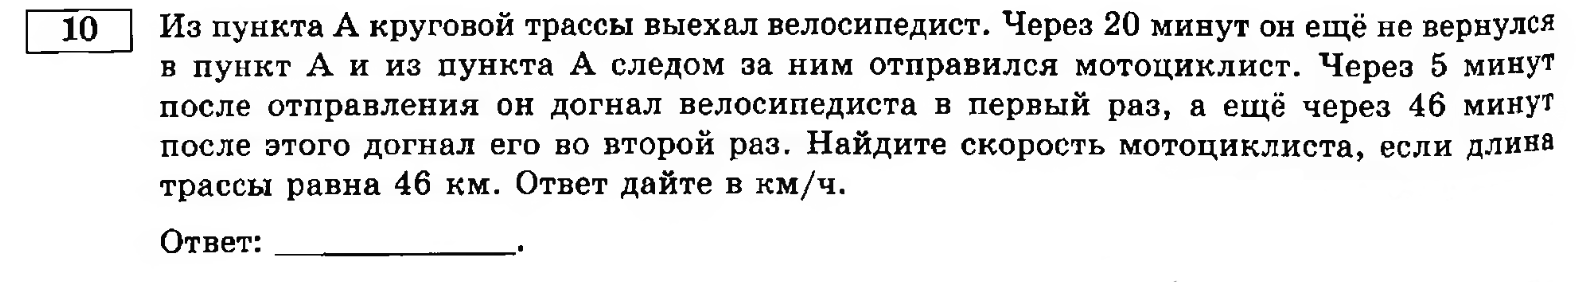 10 Из пункта А круговой трассы выехал велосипедист. Через 20 минут он ещё не вернулся
в пункт А и из пункта А следом за ним отправился мотоциклист. Через 5 минут
после отправления он догнал велосипедиста в первый раз, а ещё через 46 минут
после этого догнал его во второй раз. Найдите скорость мотоциклиста, если длина
трассы равна 46 км. Ответ дайте в км/ч.
Ответ: ______________.